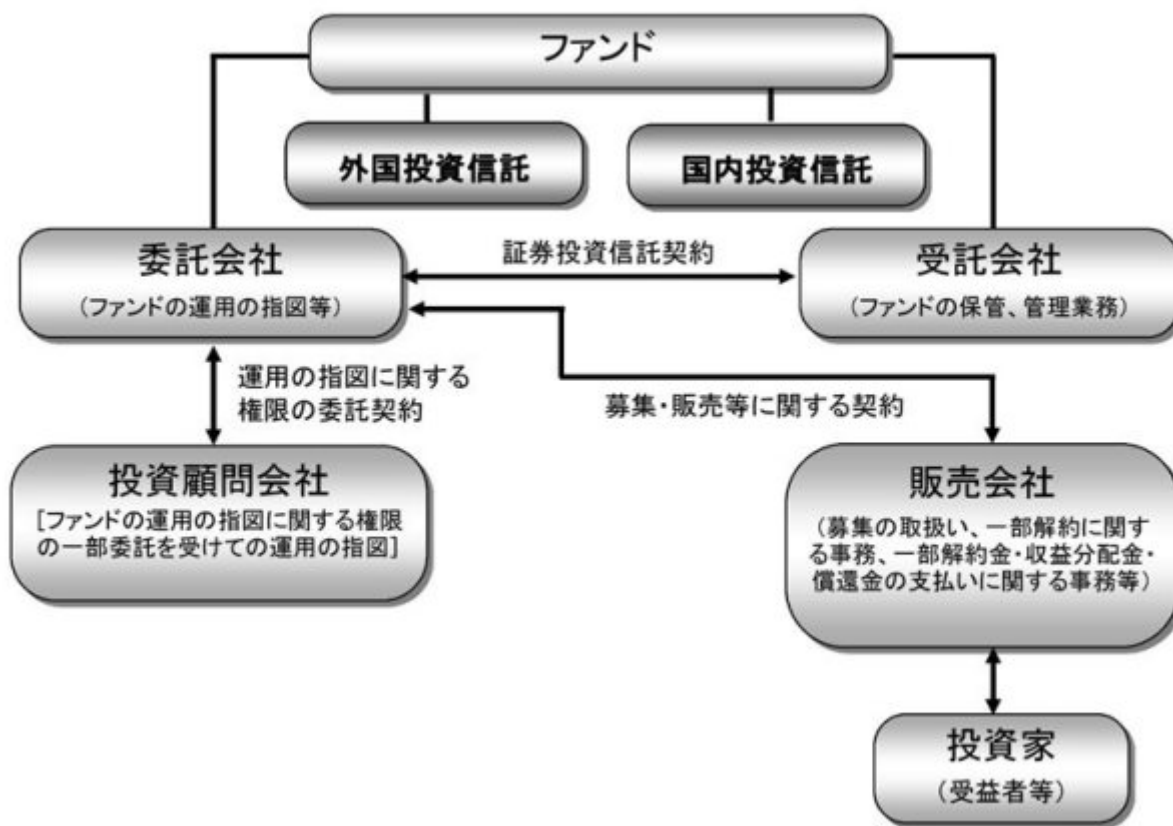 ファンド
外国投資信託
国内投資信託
委託会社
（ファンドの運用の指図等）
証券投資信託契約
受託会社
（ファンドの保管、管理業務）
運用の指図に関する
権限の委託契約
募集・販売等に関する契約
投資顧問会社
[ファンドの運用の指図に関する権限
の一部委託を受けての運用の指図]
販売会社
（募集の取扱い、一部解約に関す
る事務、一部解約金・収益分配金・
償還金の支払いに関する事務等）
投資家
（受益者等）